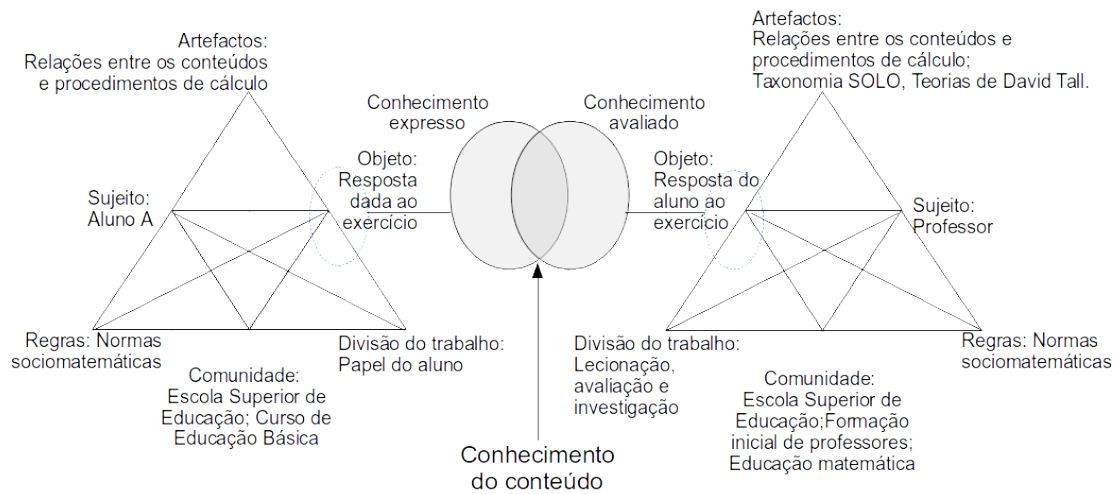 Artefactos:
Relações entre os conteúdos
e procedimentos de cálculo
Sujeito:
Aluno A
Regras: Normas
sociomatemáticas
Comunidade:
Escola Superior de
Educação; Curso de
Educação Básica
Divisão do trabalho:
Papel do aluno
Objeto:
Resposta
dada ao
exercício
Conhecimento
expresso
Conhecimento
avaliado
Conhecimento
do conteúdo
Objeto:
Resposta do
aluno ao
exercício
Artefactos:
Relações entre os conteúdos e
procedimentos de cálculo;
Taxonomia SOLO, Teorias de David Tall.
Sujeito:
Professor
Divisão do trabalho:
Lecionação,
avaliação e
investigação
Comunidade:
Escola Superior de
Educação;Formação
inicial de professores;
Educação matemática
Regras: Normas
sociomatemáticas